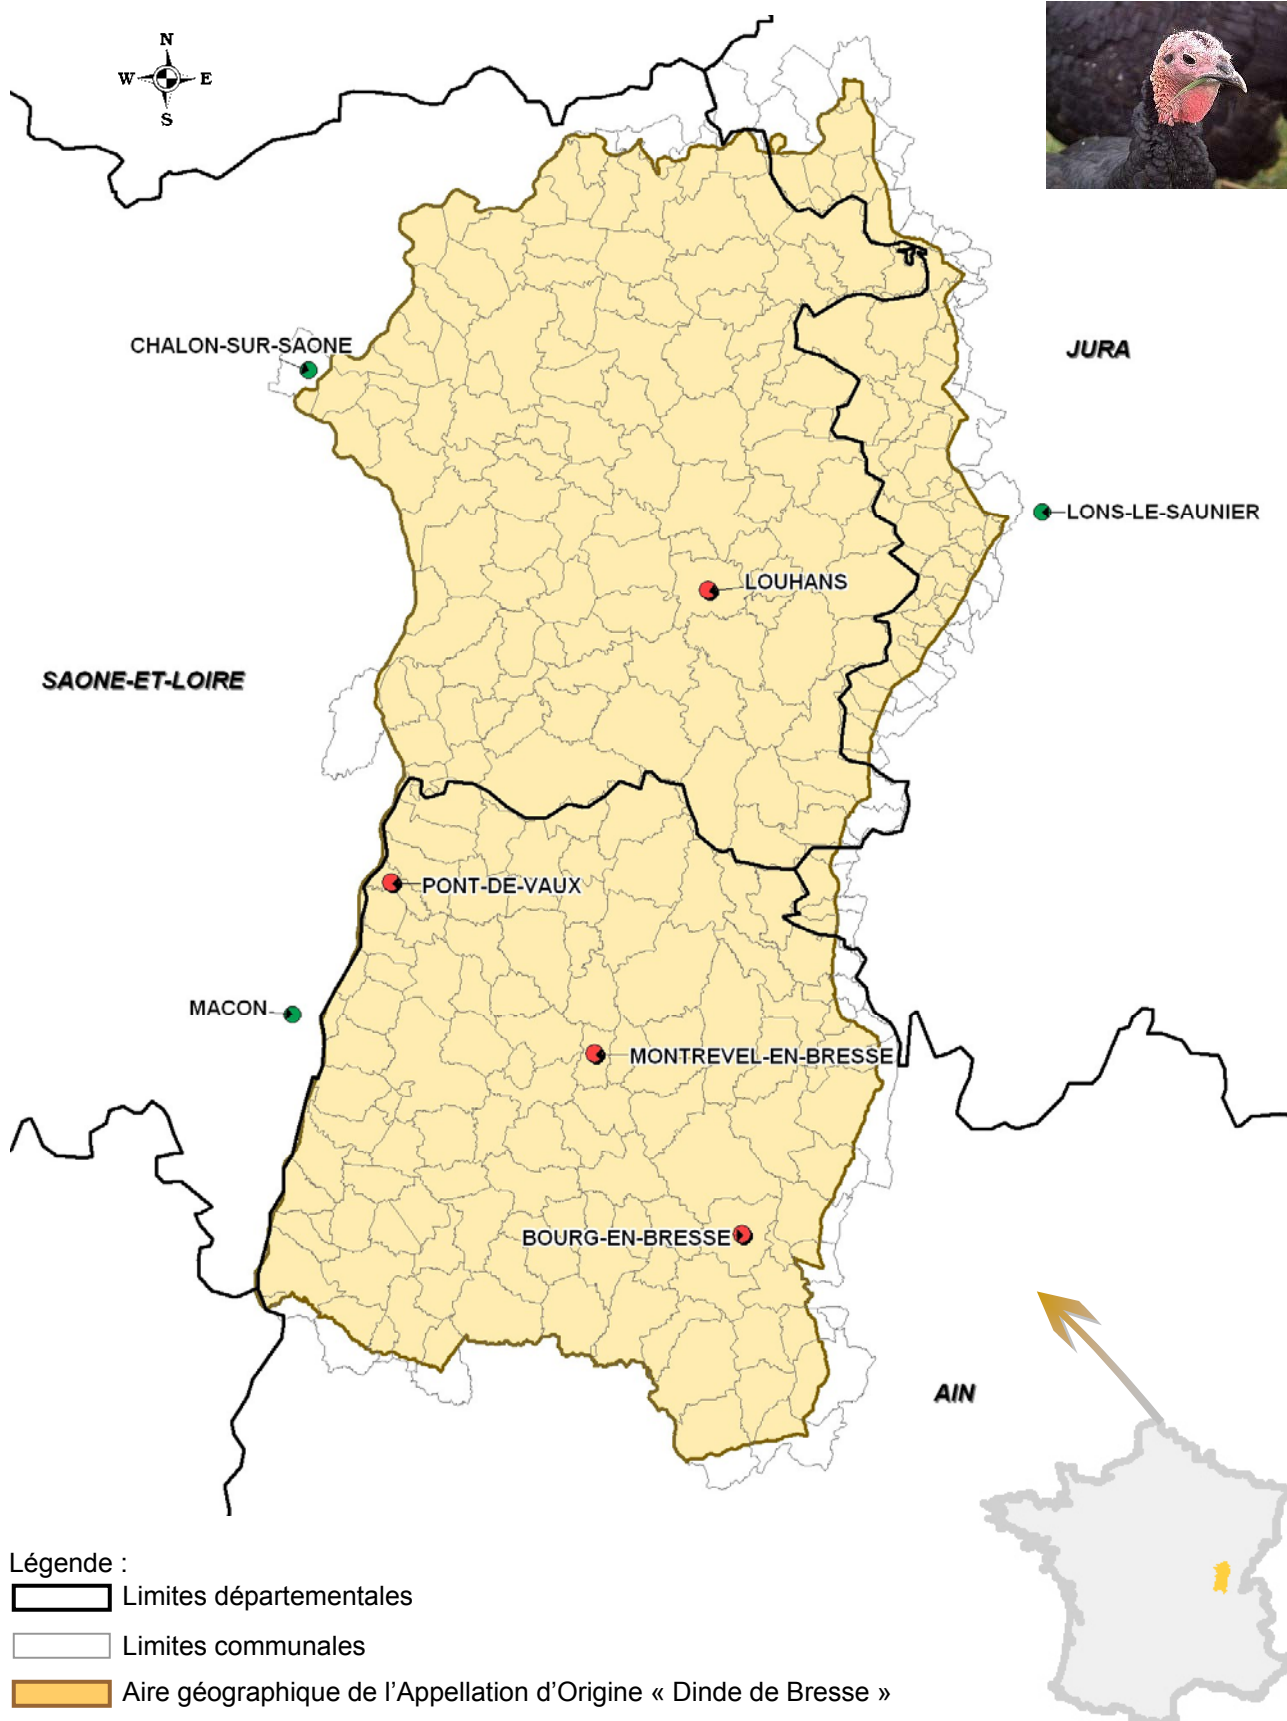 N
W E
S
CHALON-SUR-SAONE
JURA
LONS-LE-SAUNIER
LOUHANS
SAONE-ET-LOIRE
PONT-DE-VAUX
MACON
MONTREVEL-EN-BRESSE
BOURG-EN-BRESSE
AIN
Légende :
Limites départementales
Limites communales
Aire géographique de l’Appellation d’Origine « Dinde de Bresse »